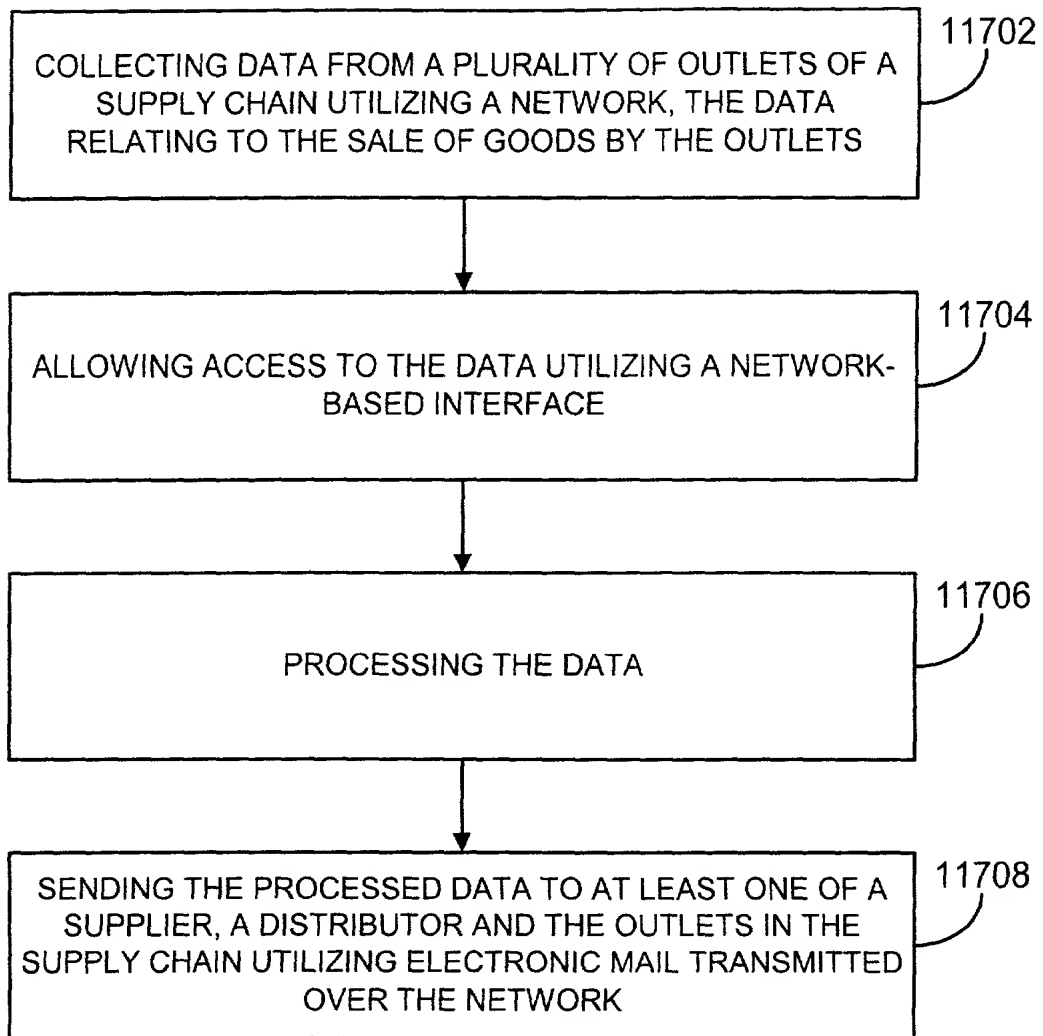 11702
COLLECTING DATA FROM A PLURALITY OF OUTLETS OF A
SUPPLY CHAIN UTILIZING A NETWORK, THE DATA
RELATING TO THE SALE OF GOODS BY THE OUTLETS
11704
ALLOWING ACCESS TO THE DATA UTILIZING A NETWORK-
BASED INTERFACE
11706
PROCESSING THE DATA
11708
SENDING THE PROCESSED DATA TO AT LEAST ONE OF A
SUPPLIER, A DISTRIBUTOR AND THE OUTLETS IN THE
SUPPLY CHAIN UTILIZING ELECTRONIC MAIL TRANSMITTED
OVER THE NETWORK